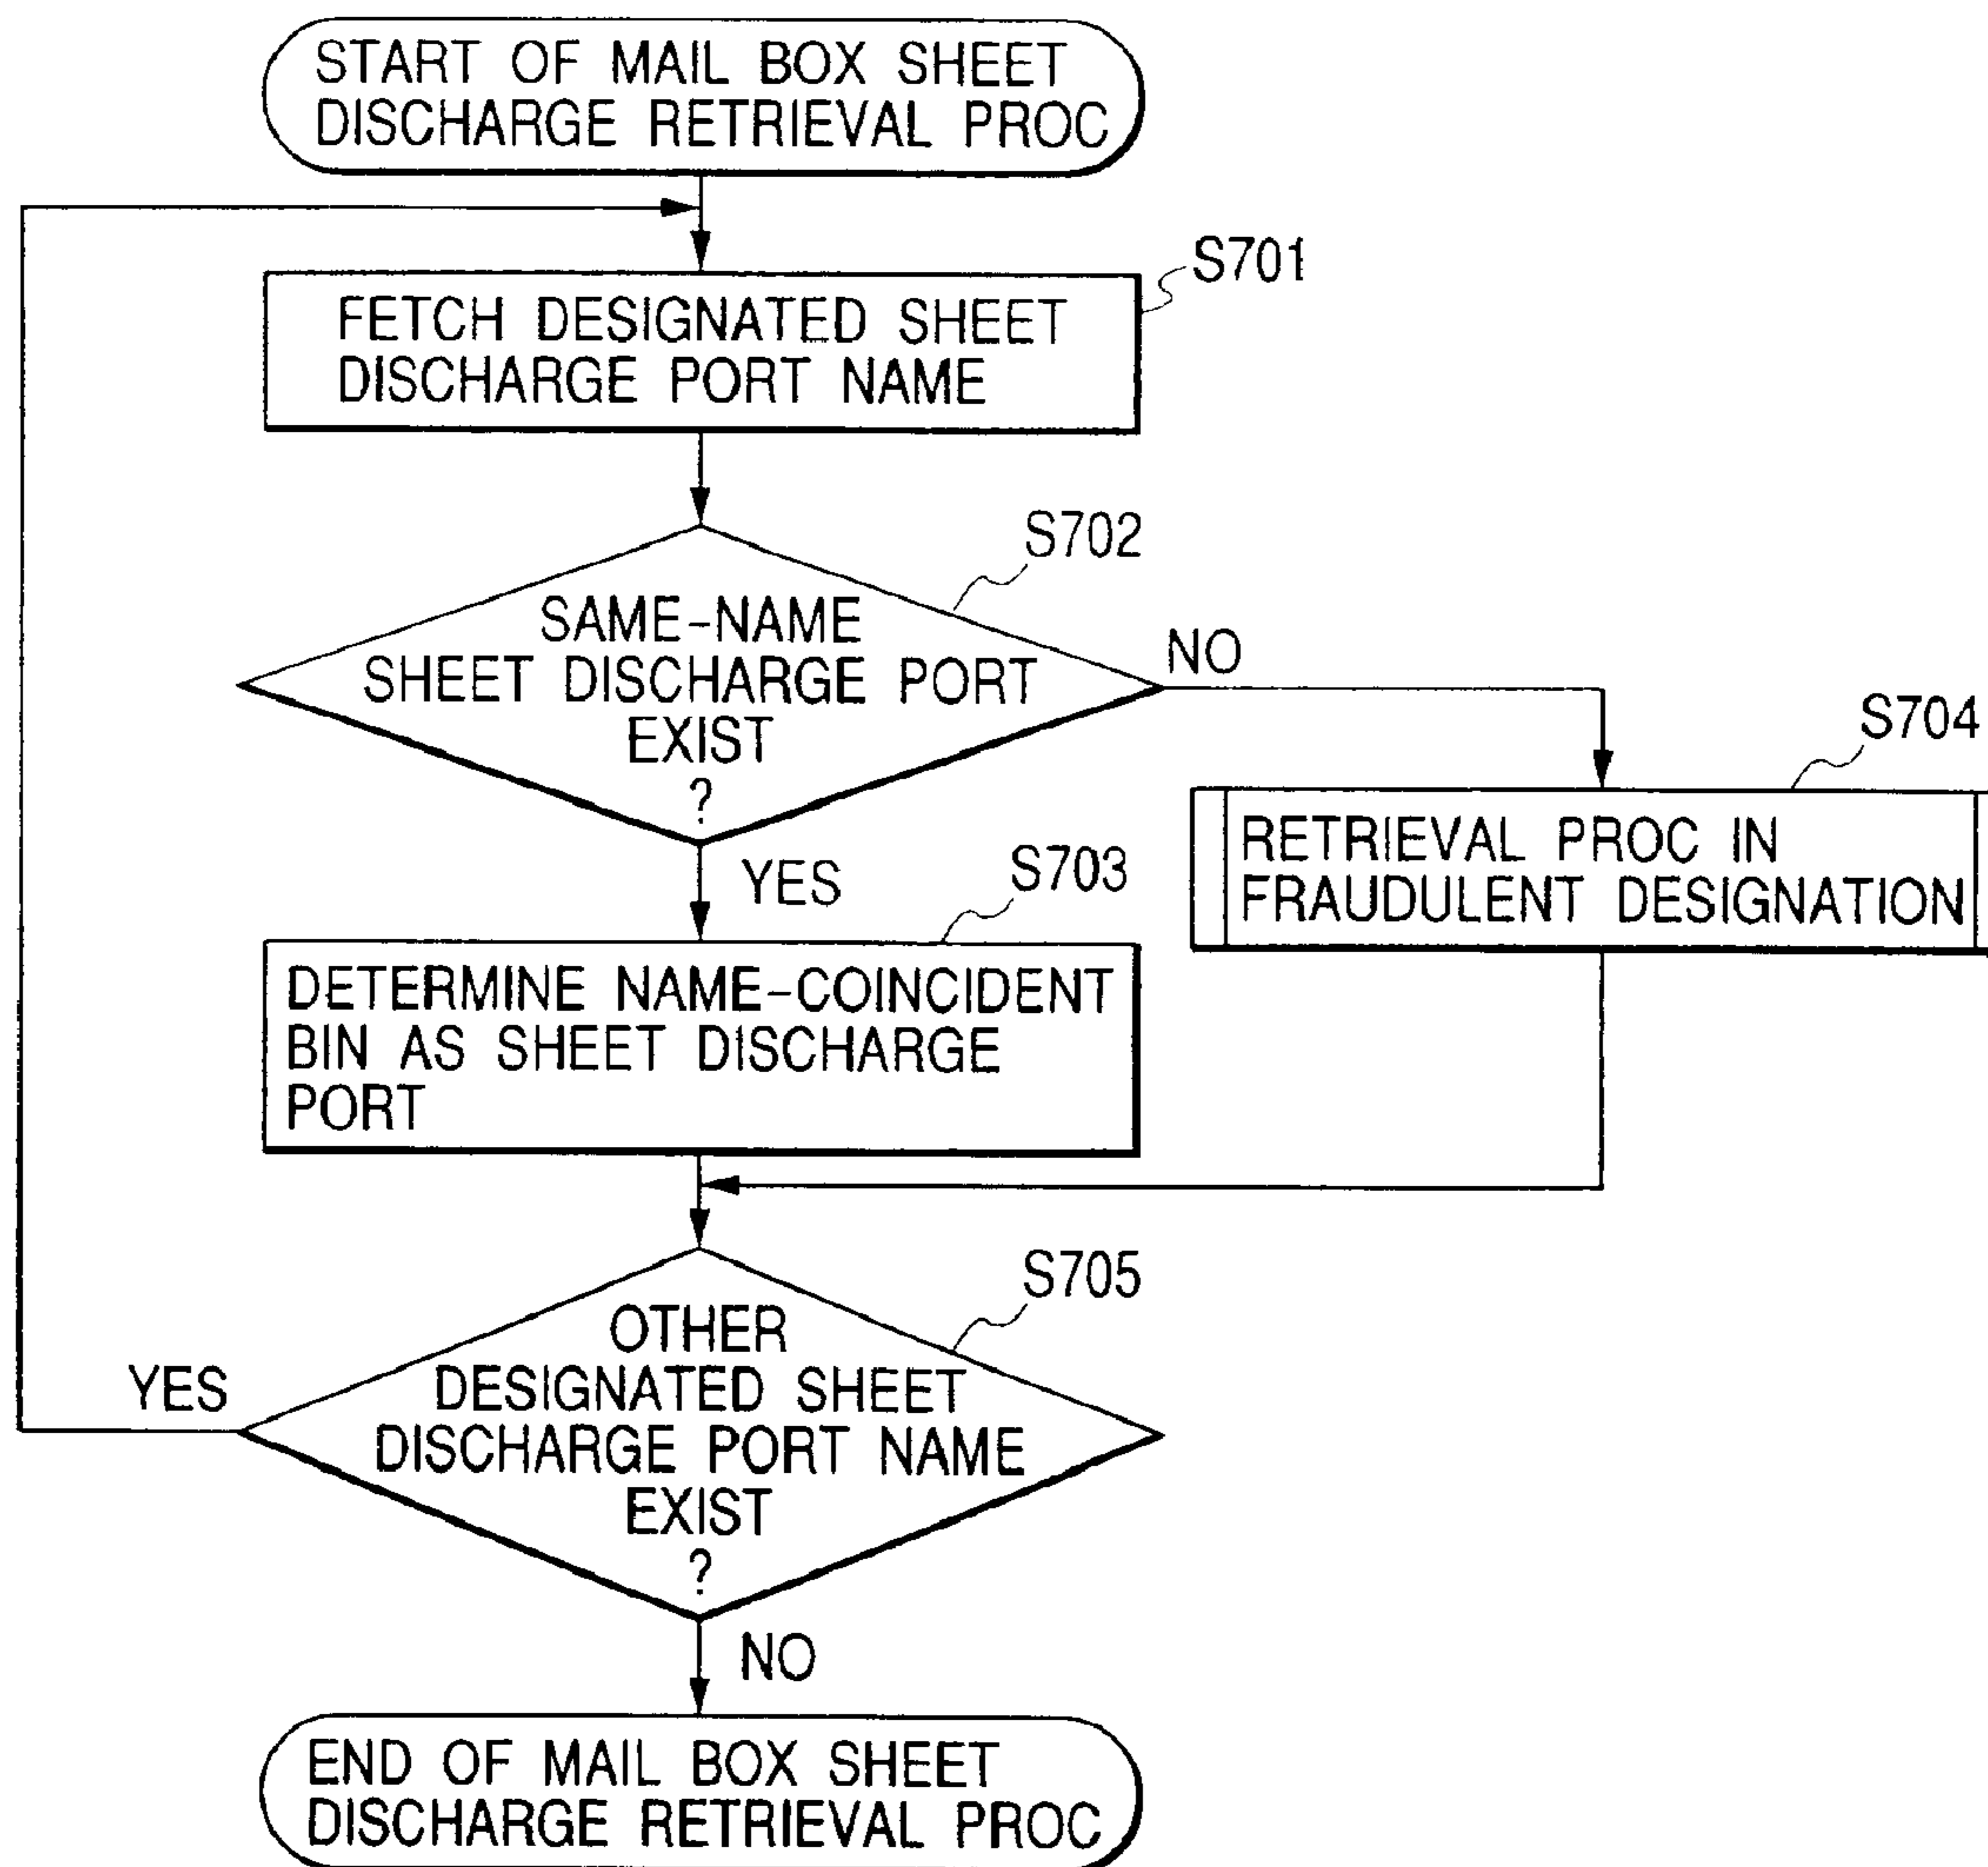 START OF MAIL BOX SHEET
DISCHARGE RETRIEVAL PROC
S701
FETCH DESIGNATED SHEET
DISCHARGE PORT NAME
S702
SAME-NAME
SHEET DISCHARGE PORT
EXIST
?
NO
S704
RETRIEVAL PROC IN
FRAUDULENT DESIGNATION
YES
S703
DETERMINE NAME-COINCIDENT
BIN AS SHEET DISCHARGE
PORT
S705
OTHER
DESIGNATED SHEET
DISCHARGE PORT NAME
EXIST
?
YES
NO
END OF MAIL BOX SHEET
DISCHARGE RETRIEVAL PROC